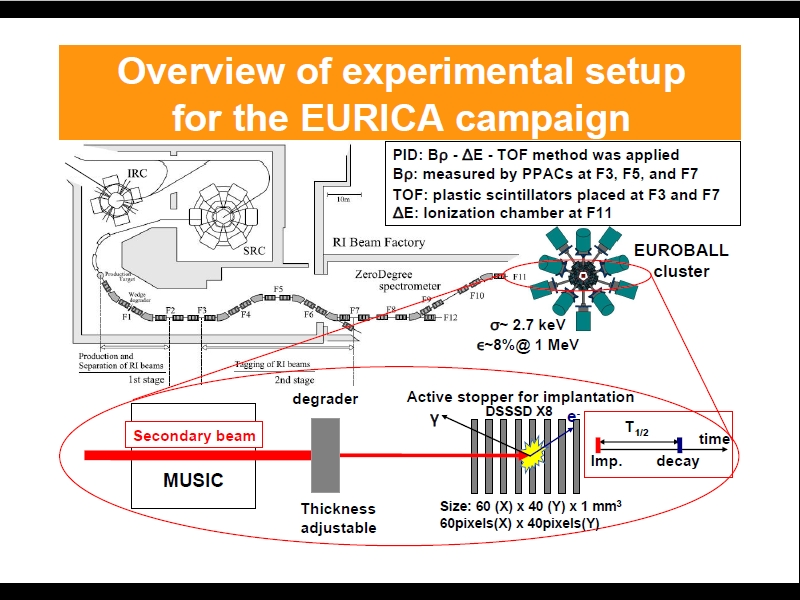 Overview of experimental setup
for the EURICA campaign
PID: Bρ - ΔE - TOF method was applied
Bρ: measured by PPACs at F3, F5, and F7
TOF: plastic scintillators placed at F3 and F7
ΔE: Ionization chamber at F11
IRC
10m
SRC
RI Beam Factory
EUROBALL
cluster
Production
Target
ZeroDegree
spectrometer
F11
Wedge
degrader
F5
F10
F9
F1
F2
F3
F4
F6
F7
F8
F12
σ~ 2.7 keV
ϵ~8%@ 1 MeV
Production and
Separation of RI beams
Tagging of RI beams
1st stage
2nd stage
degrader
Active stopper for implantation
DSSSD X8
γ
e-
T1/2
time
Secondary beam
Imp.
decay
MUSIC
Thickness
adjustable
Size: 60 (X) x 40 (Y) x 1 mm³
60pixels(X) x 40pixels(Y)